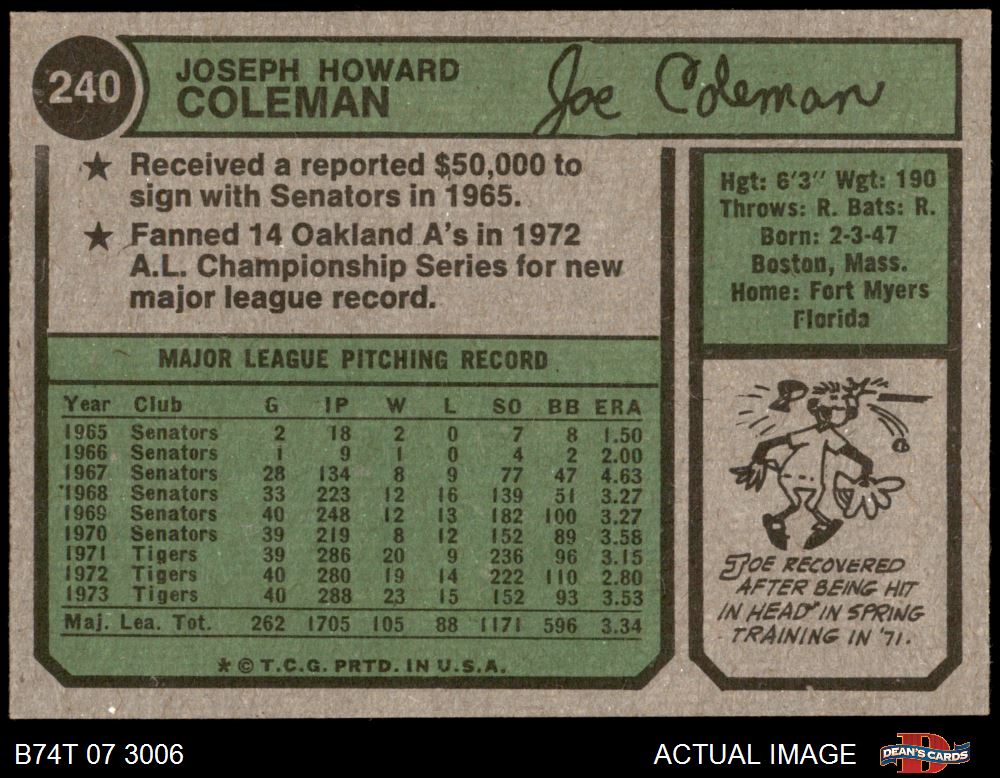 240
JOSEPH HOWARD
COLEMAN
Joe Coleman
★ Received a reported $50,000 to
sign with Senators in 1965.
★ Fanned 14 Oakland A's in 1972
A.L. Championship Series for new
major league record.
MAJOR LEAGUE PITCHING RECORD
Year Club G IP W L SO BB ERA
1965 Senators 2 18 2 0 7 8 1.50
1966 Senators 1 9 1 0 4 2 2.00
1967 Senators 28 134 8 9 77 47 4.63
1968 Senators 33 223 12 16 139 51 3.27
1969 Senators 40 248 12 13 182 100 3.27
1970 Senators 39 219 8 12 152 89 3.58
1971 Tigers 39 286 20 9 236 96 3.15
1972 Tigers 40 280 19 14 222 110 2.80
1973 Tigers 40 288 23 15 152 93 3.53
Maj. Lea. Tot. 262 1705 105 88 1171 596 3.34
* © T.C.G. PRTD. IN U.S.A.
Hgt: 6'3" Wgt: 190
Throws: R. Bats: R.
Born: 2-3-47
Boston, Mass.
Home: Fort Myers
Florida
JOE RECOVERED
AFTER BEING HIT
IN HEAD IN SPRING
TRAINING IN '71.
B74T 07 3006
ACTUAL IMAGE
DEAN'S CARDS